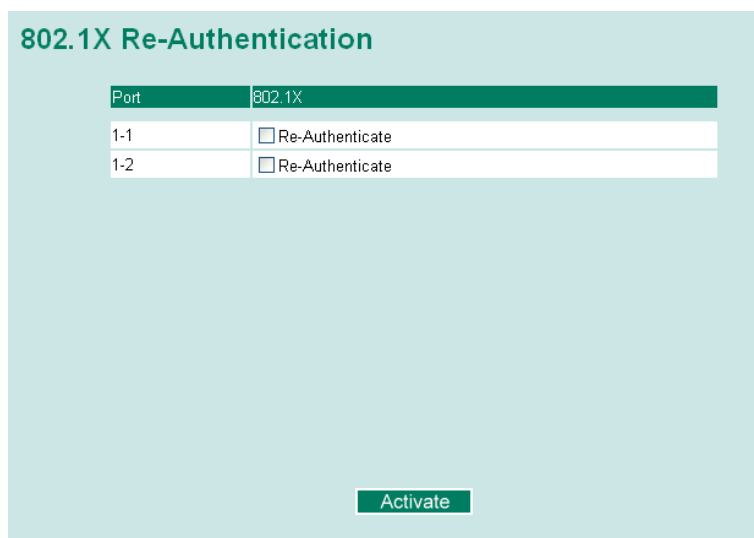 802.1X Re-Authentication
Port 802.1X
1-1 Re-Authenticate
1-2 Re-Authenticate
Activate